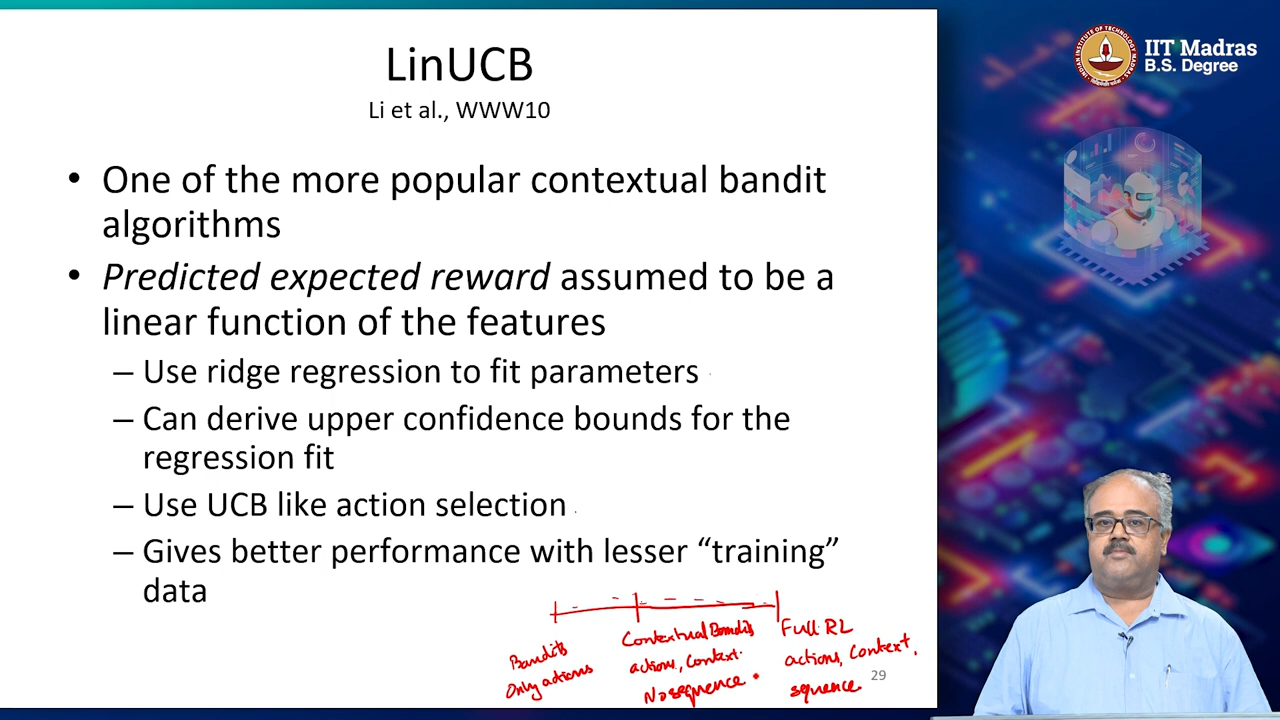 LinUCB
Li et al., WWW10
• One of the more popular contextual bandit
algorithms
• Predicted expected reward assumed to be a
linear function of the features
– Use ridge regression to fit parameters
– Can derive upper confidence bounds for the
regression fit
– Use UCB like action selection
– Gives better performance with lesser “training”
data
Bandits
Only actions
Contextual Bandits
actions, Context.
No sequence
Full RL
actions, Context,
sequence
29
IIT Madras
B.S. Degree